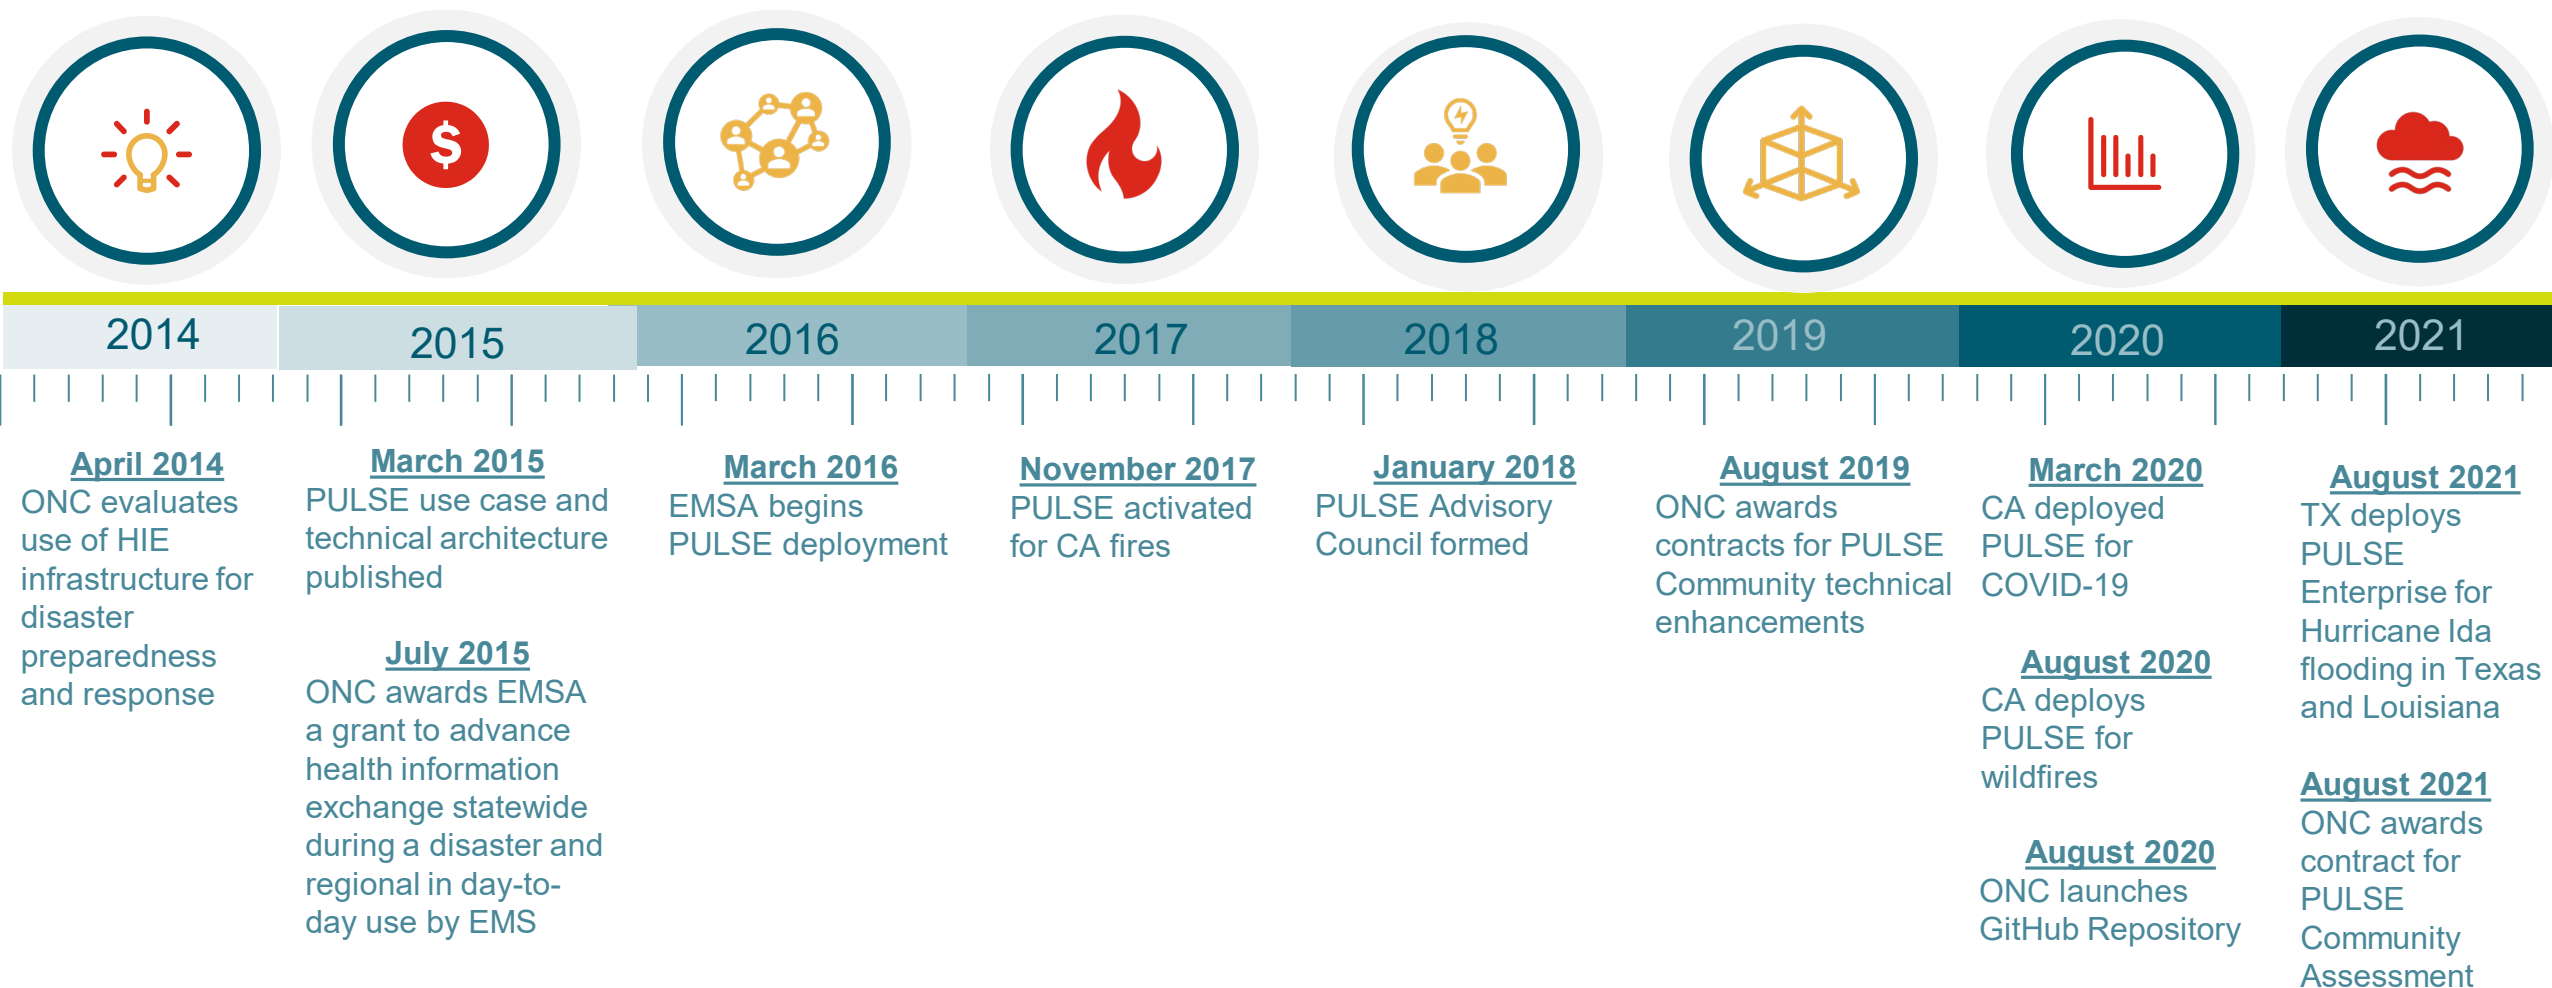 $
2014
2015
2016
2017
2018
2019
2020
2021
April 2014
ONC evaluates
use of HIE
infrastructure for
disaster
preparedness
and response
March 2015
PULSE use case and
technical architecture
published
July 2015
ONC awards EMSA
a grant to advance
health information
exchange statewide
during a disaster and
regional in day-to-
day use by EMS
March 2016
EMSA begins
PULSE deployment
November 2017
PULSE activated
for CA fires
January 2018
PULSE Advisory
Council formed
August 2019
ONC awards
contracts for PULSE
Community technical
enhancements
March 2020
CA deployed
PULSE for
COVID-19
August 2020
CA deploys
PULSE for
wildfires
August 2020
ONC launches
GitHub Repository
August 2021
TX deploys
PULSE
Enterprise for
Hurricane Ida
flooding in Texas
and Louisiana
August 2021
ONC awards
contract for
PULSE
Community
Assessment